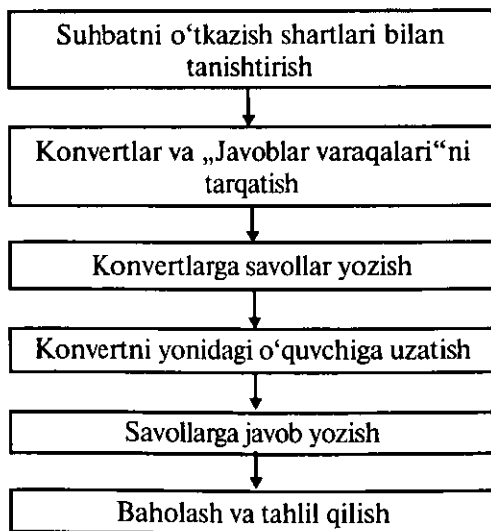 Suhbatni o‘tkazish shartlari bilan
tanishtirish
Konvertlar va „Javoblar varaqalari“ni
tarqatish
Konvertlarga savollar yozish
Konvertni yonidagi o‘quvchiga uzatish
Savollarga javob yozish
Baholash va tahlil qilish